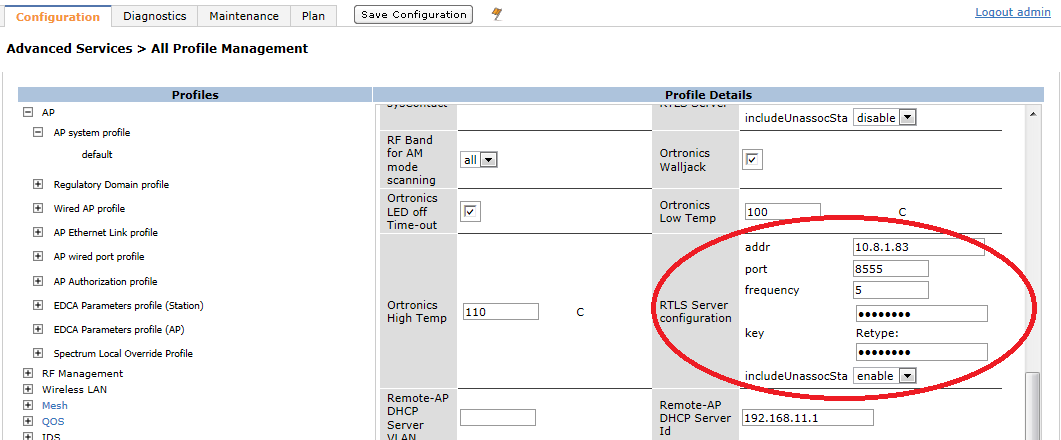 Configuration Diagnostics Maintenance Plan Save Configuration Logout admin
Advanced Services > All Profile Management
Profiles
AP
AP system profile
default
Regulatory Domain profile
Wired AP profile
AP Ethernet Link profile
AP wired port profile
AP Authorization profile
EDCA Parameters profile (Station)
EDCA Parameters profile (AP)
Spectrum Local Override Profile
RF Management
Wireless LAN
Mesh
QOS
IDS
Profile Details
SysContact
RTLS Server
includeUnassocSta disable
RF Band
for AM
mode
scanning
all
Ortronics
Walljack
Ortronics
LED off
Time-out
Ortronics
Low Temp
100 C
Ortronics
High Temp
110 C
RTLS Server
configuration
addr 10.8.1.83
port 8555
frequency 5
••••••••
key Retype:
••••••••
includeUnassocSta enable
Remote-AP
DHCP
Server
VLAN
Remote-AP
DHCP Server
Id
192.168.11.1